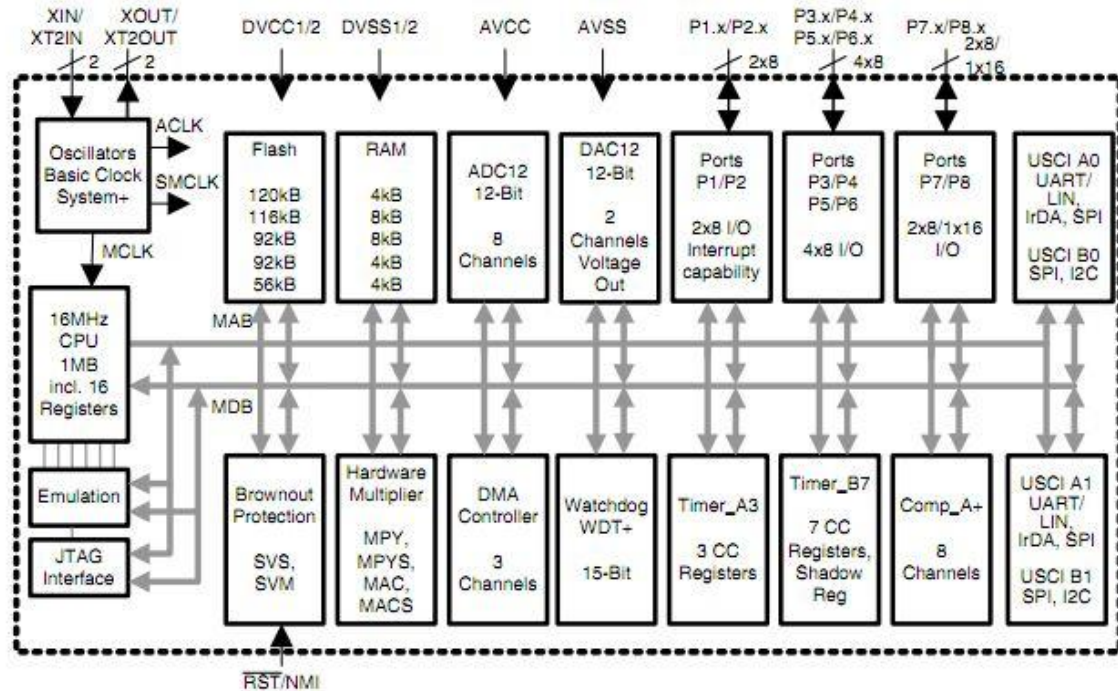 XIN/
XT2IN
2
XOUT/
XT2OUT
2
DVCC1/2
DVSS1/2
AVCC
AVSS
P1.x/P2.x
2x8
P3.x/P4.x
P5.x/P6.x
4x8
P7.x/P8.x
2x8/
1x16
Oscillators
Basic Clock
System+
ACLK
SMCLK
MCLK
Flash
120kB
116kB
92kB
92kB
56kB
RAM
4kB
8kB
8kB
4kB
4kB
ADC12
12-Bit
8
Channels
DAC12
12-Bit
2
Channels
Voltage
Out
Ports
P1/P2
2x8 I/O
Interrupt
capability
Ports
P3/P4
P5/P6
4x8 I/O
Ports
P7/P8
2x8/1x16
I/O
USCI A0
UART/
LIN,
IrDA, SPI
USCI B0
SPI, I2C
16MHz
CPU
1MB
incl. 16
Registers
MAB
MDB
Emulation
JTAG
Interface
Brownout
Protection
SVS,
SVM
Hardware
Multiplier
MPY,
MPYS,
MAC,
MACS
DMA
Controller
3
Channels
Watchdog
WDT+
15-Bit
Timer_A3
3 CC
Registers
Timer_B7
7 CC
Registers,
Shadow
Reg
Comp_A+
8
Channels
USCI A1
UART/
LIN,
IrDA, SPI
USCI B1
SPI, I2C
RST/NMI